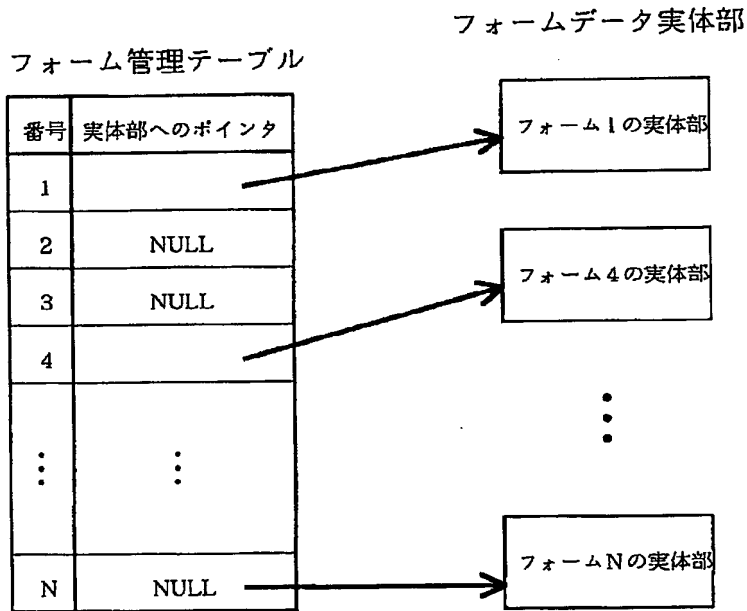 フォームデータ実体部
フォーム管理テーブル
番号 実体部へのポインタ
フォーム1の実体部
1
2 NULL
フォーム4の実体部
3 NULL
4
フォームNの実体部
N NULL